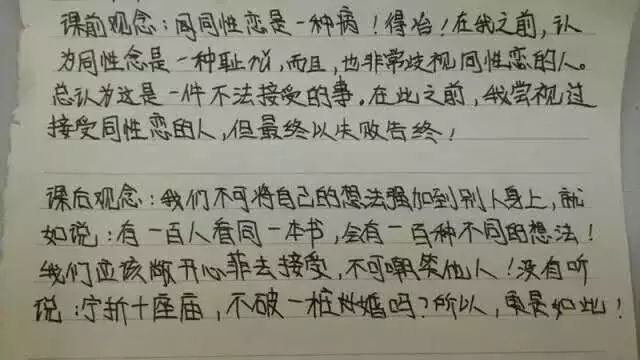 课前观念：同同性恋是一种病！得治！在我之前，认
为同性恋是一种耻讼，而且，也非常歧视同性恋的人。
总认为这是一件不法接受的事。在此之前，我尝视过
接受同性恋的人，但最终以失败告终！
课后观念：我们不可将自己的想法强加到别人身上，就
如说：有一百人看同一本书，会有一百种不同的想法！
我们应该敞开心菲去接受，不可嘲笑他人！没有听
说：宁折十座庙，不破一桩婚吗？所以，更是如此！